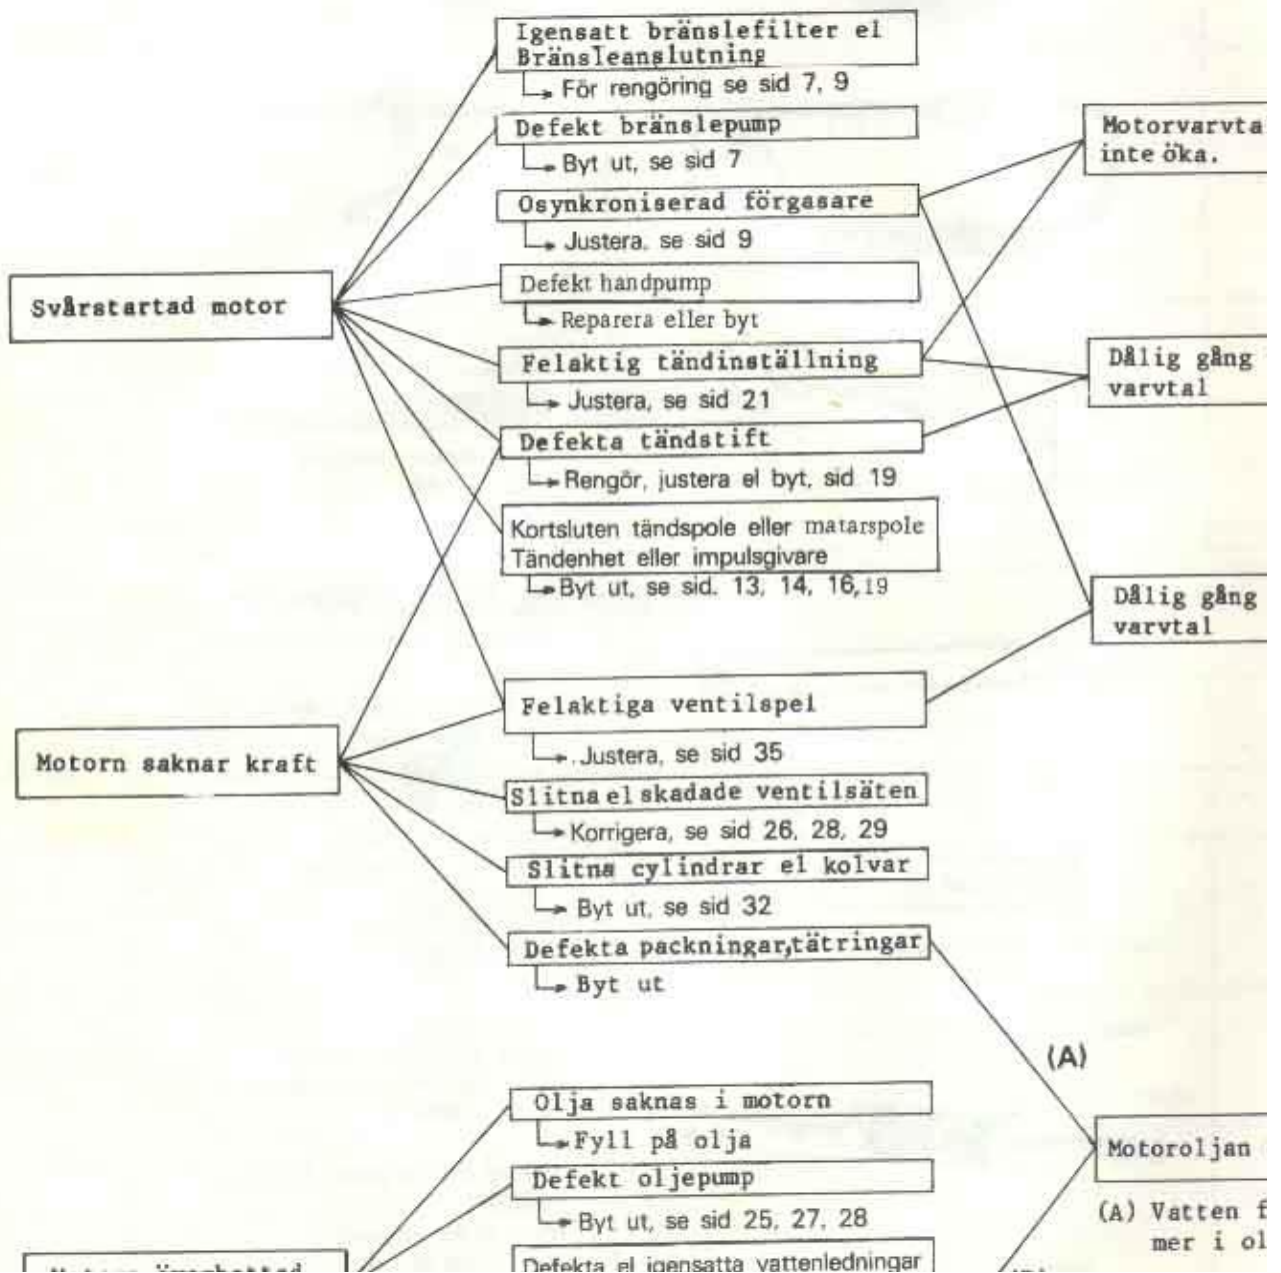 Igensatt bränslefilter el
Bränsleanslutning
För rengöring se sid 7, 9
Defekt bränslepump
Byt ut, se sid 7
Osynkroniserad förgasare
Justera, se sid 9
Svårstartad motor
Defekt handpump
Reparera eller byt
Felaktig tändinställning
Justera, se sid 21
Defekta tändstift
Rengör, justera el byt, sid 19
Kortsluten tändspole eller matarspole
Tändenhet eller impulsgivare
Byt ut, se sid. 13, 14, 16, 19
Motorvarvta
inte öka.
Dålig gång
varvtal
Dålig gång
varvtal
Motorn saknar kraft
Felaktiga ventilspel
Justera, se sid 35
Slitna el skadade ventilsäten
Korrigera, se sid 26, 28, 29
Slitna cylindrar el kolvar
Byt ut, se sid 32
Defekta packningar,tätringar
Byt ut
(A)
Olja saknas i motorn
Fyll på olja
Defekt oljepump
Byt ut, se sid 25, 27, 28
Defekta el igensatta vattenledningar
Motoroljan
(A) Vatten f
mer i ol